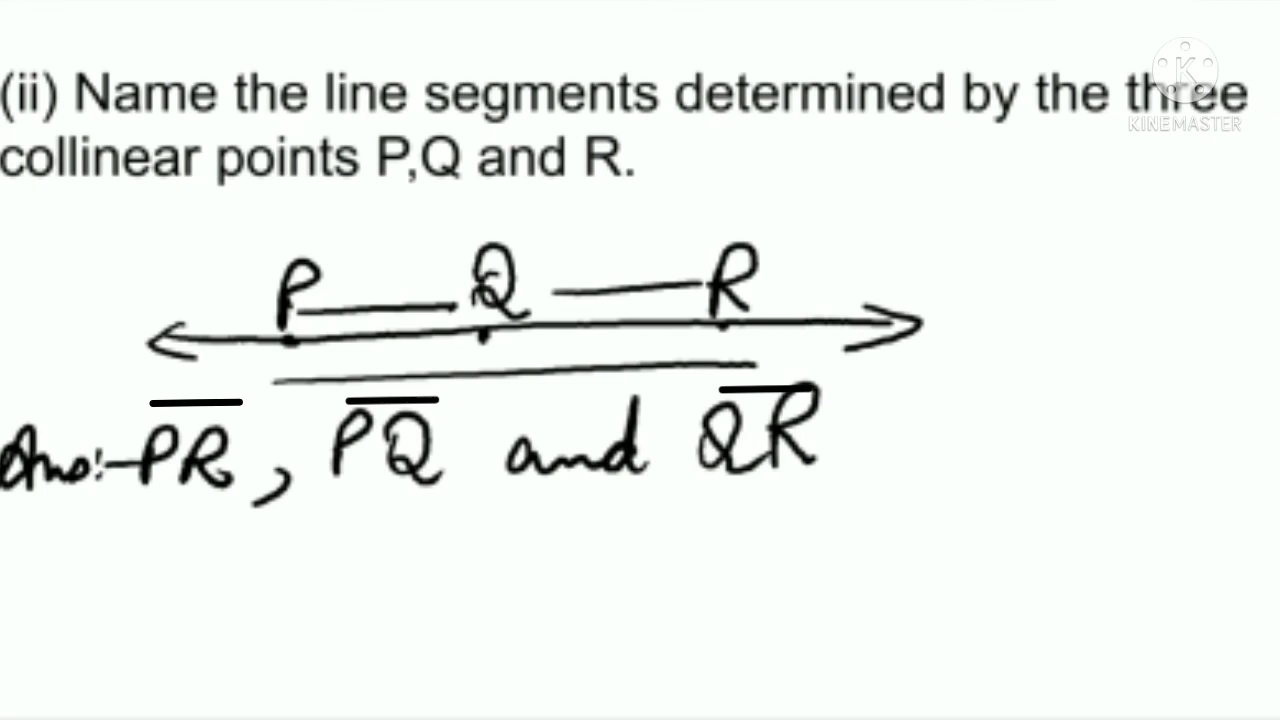 (ii) Name the line segments determined by the three
collinear points P,Q and R.
K
KINEMASTER
P Q R
Ans:- PR, PQ and QR